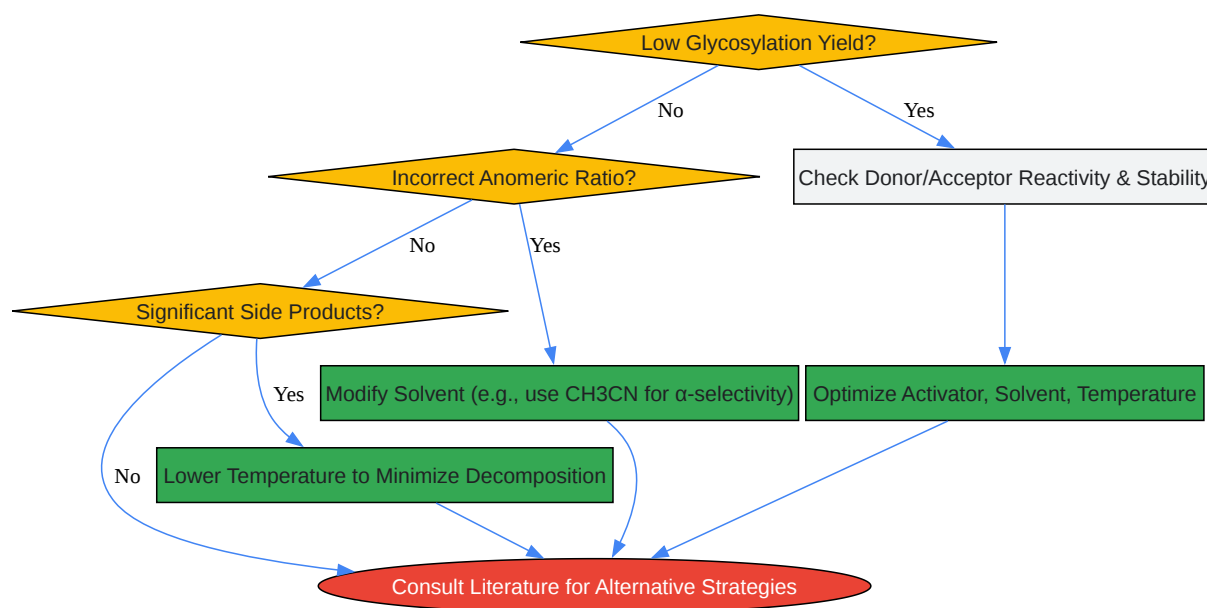 Low Glycosylation Yield?
No
Yes
Incorrect Anomeric Ratio?
Check Donor/Acceptor Reactivity & Stability
No
Yes
Significant Side Products?
Yes
Modify Solvent (e.g., use CH3CN for α-selectivity)
Optimize Activator, Solvent, Temperature
No
Lower Temperature to Minimize Decomposition
Consult Literature for Alternative Strategies